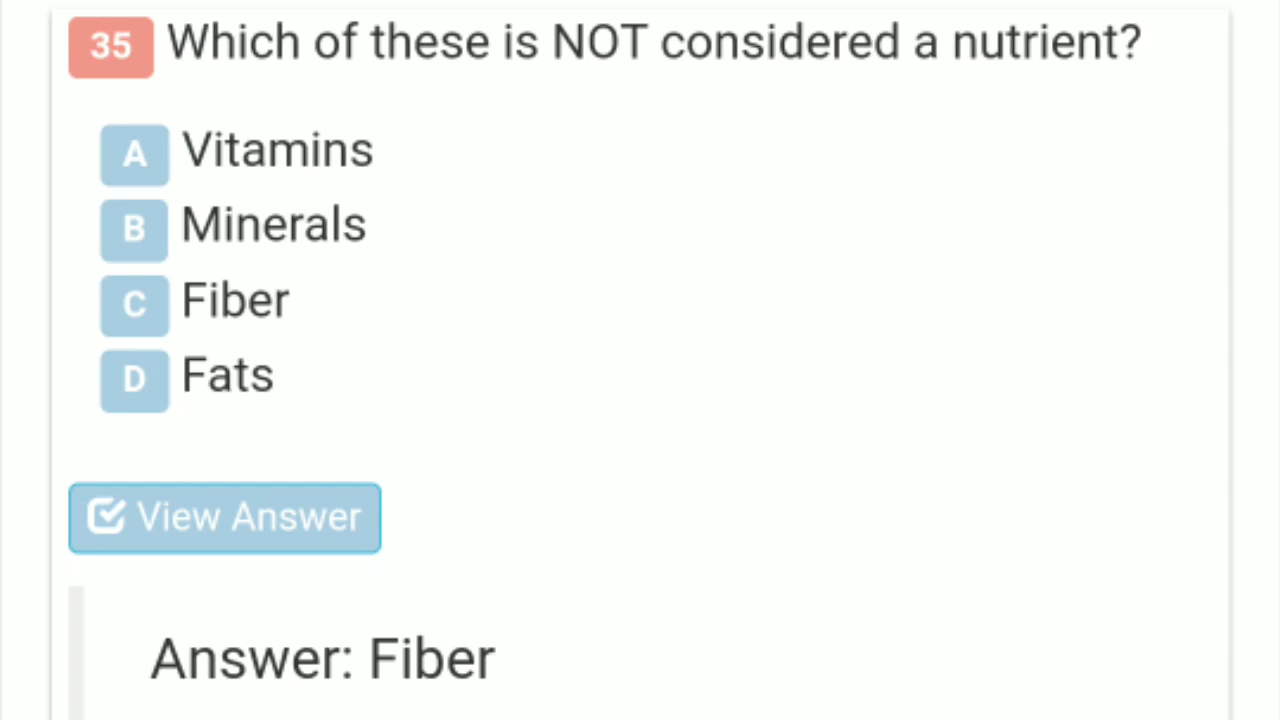 35 Which of these is NOT considered a nutrient?
A Vitamins
B Minerals
C Fiber
D Fats
View Answer
Answer: Fiber